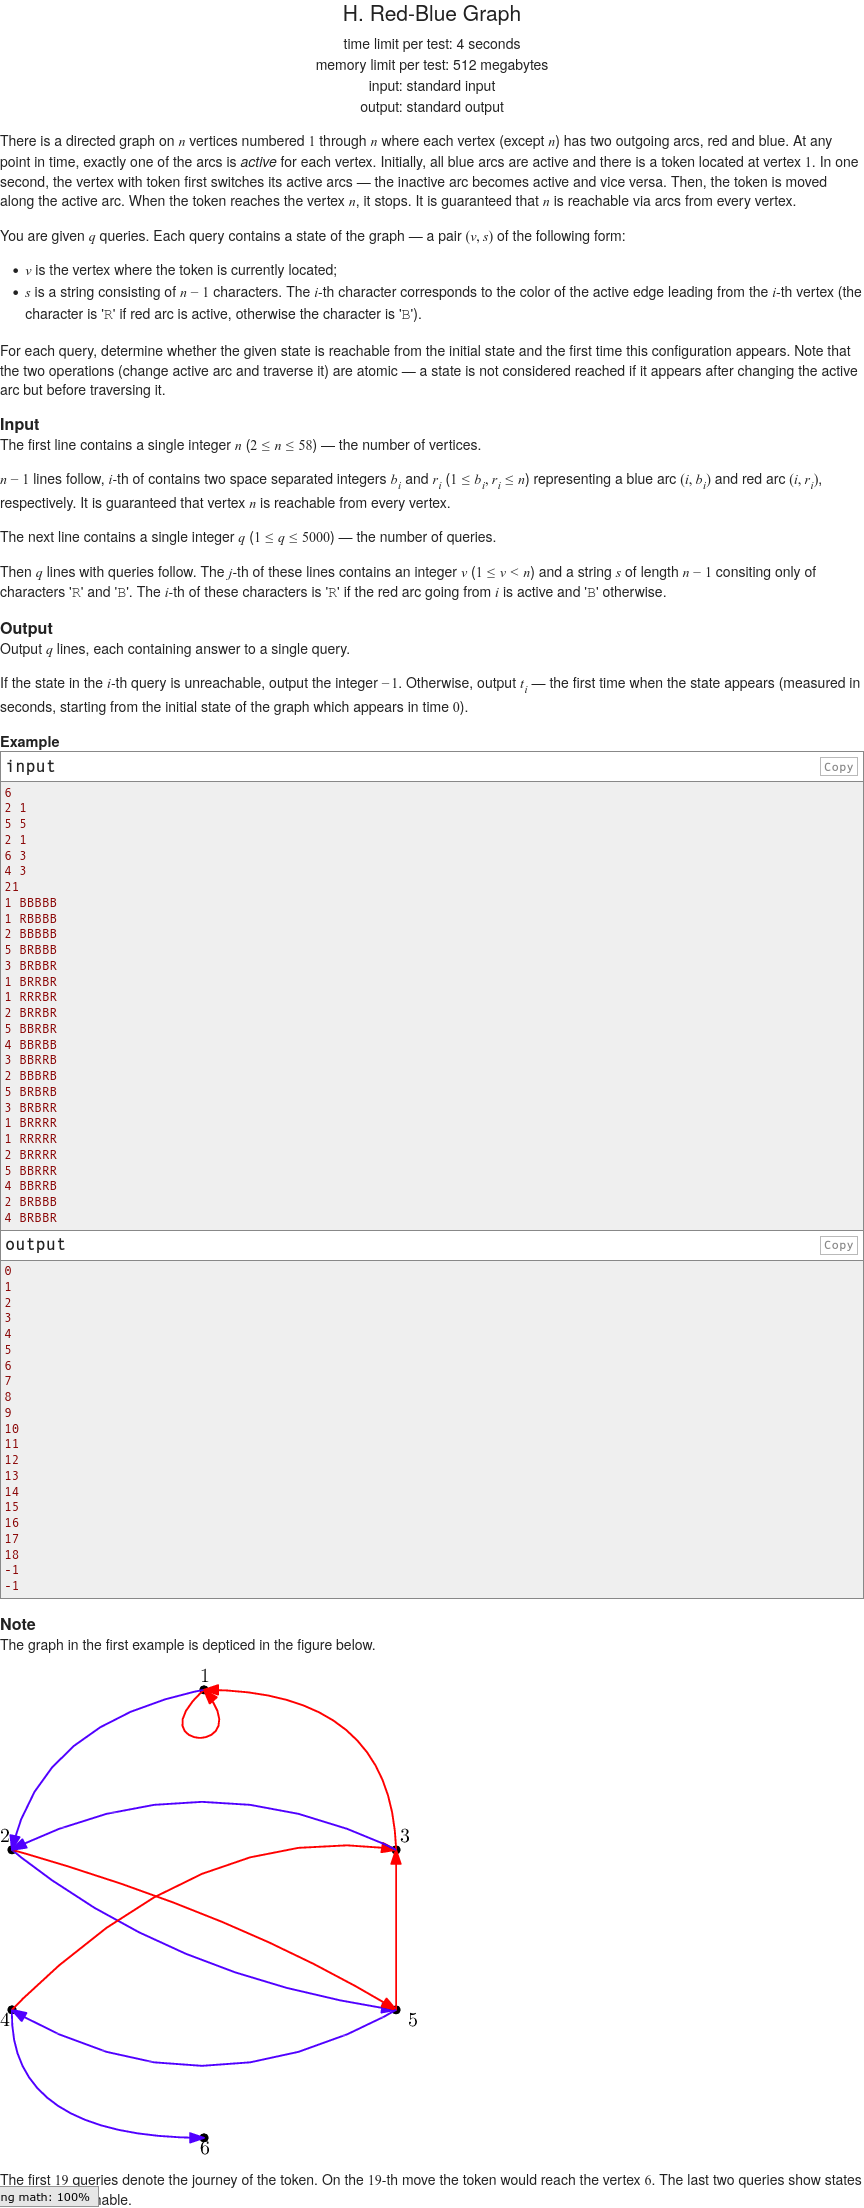 H. Red-Blue Graph
time limit per test: 4 seconds
memory limit per test: 512 megabytes
input: standard input
output: standard output
There is a directed graph on n vertices numbered 1 through n where each vertex (except n) has two outgoing arcs, red and blue. At any
point in time, exactly one of the arcs is active for each vertex. Initially, all blue arcs are active and there is a token located at vertex 1. In one
second, the vertex with token first switches its active arcs — the inactive arc becomes active and vice versa. Then, the token is moved
along the active arc. When the token reaches the vertex n, it stops. It is guaranteed that n is reachable via arcs from every vertex.
You are given q queries. Each query contains a state of the graph — a pair (v, s) of the following form:
• v is the vertex where the token is currently located;
• s is a string consisting of n − 1 characters. The i-th character corresponds to the color of the active edge leading from the i-th vertex (the
character is 'R' if red arc is active, otherwise the character is 'B').
For each query, determine whether the given state is reachable from the initial state and the first time this configuration appears. Note that
the two operations (change active arc and traverse it) are atomic — a state is not considered reached if it appears after changing the active
arc but before traversing it.
Input
The first line contains a single integer n (2 ≤ n ≤ 58) — the number of vertices.
n − 1 lines follow, i-th of contains two space separated integers b_i and r_i (1 ≤ b_i, r_i ≤ n) representing a blue arc (i, b_i) and red arc (i, r_i),
respectively. It is guaranteed that vertex n is reachable from every vertex.
The next line contains a single integer q (1 ≤ q ≤ 5000) — the number of queries.
Then q lines with queries follow. The j-th of these lines contains an integer v (1 ≤ v < n) and a string s of length n − 1 consiting only of
characters 'R' and 'B'. The i-th of these characters is 'R' if the red arc going from i is active and 'B' otherwise.
Output
Output q lines, each containing answer to a single query.
If the state in the i-th query is unreachable, output the integer −1. Otherwise, output t_i — the first time when the state appears (measured in
seconds, starting from the initial state of the graph which appears in time 0).
Example
input
Copy
6
2 1
5 5
2 1
6 3
4 3
21
1 BBBBB
1 RBBBB
2 BBBBB
5 BRBBB
3 BRBBR
1 BRRBR
1 RRRBR
2 BRRBR
5 BBRBR
4 BBRBB
3 BBRRB
2 BBBRB
5 BRBRB
3 BRBRR
1 BRRRR
1 RRRRR
2 BRRRR
5 BBRRR
4 BBRRB
2 BRBBB
4 BRBBR
output
Copy
0
1
2
3
4
5
6
7
8
9
10
11
12
13
14
15
16
17
18
-1
-1
Note
The graph in the first example is depticed in the figure below.
1
2
3
4
5
6
The first 19 queries denote the journey of the token. On the 19-th move the token would reach the vertex 6. The last two queries show states
ng math: 100%